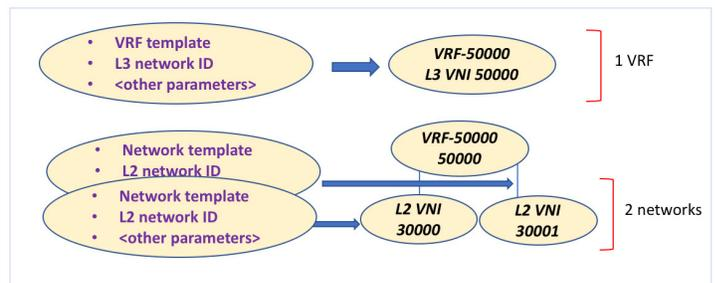 • VRF template
• L3 network ID
• <other parameters>
VRF-50000
L3 VNI 50000
1 VRF
• Network template
• L2 network ID
VRF-50000
50000
• Network template
• L2 network ID
• <other parameters>
L2 VNI
30000
L2 VNI
30001
2 networks